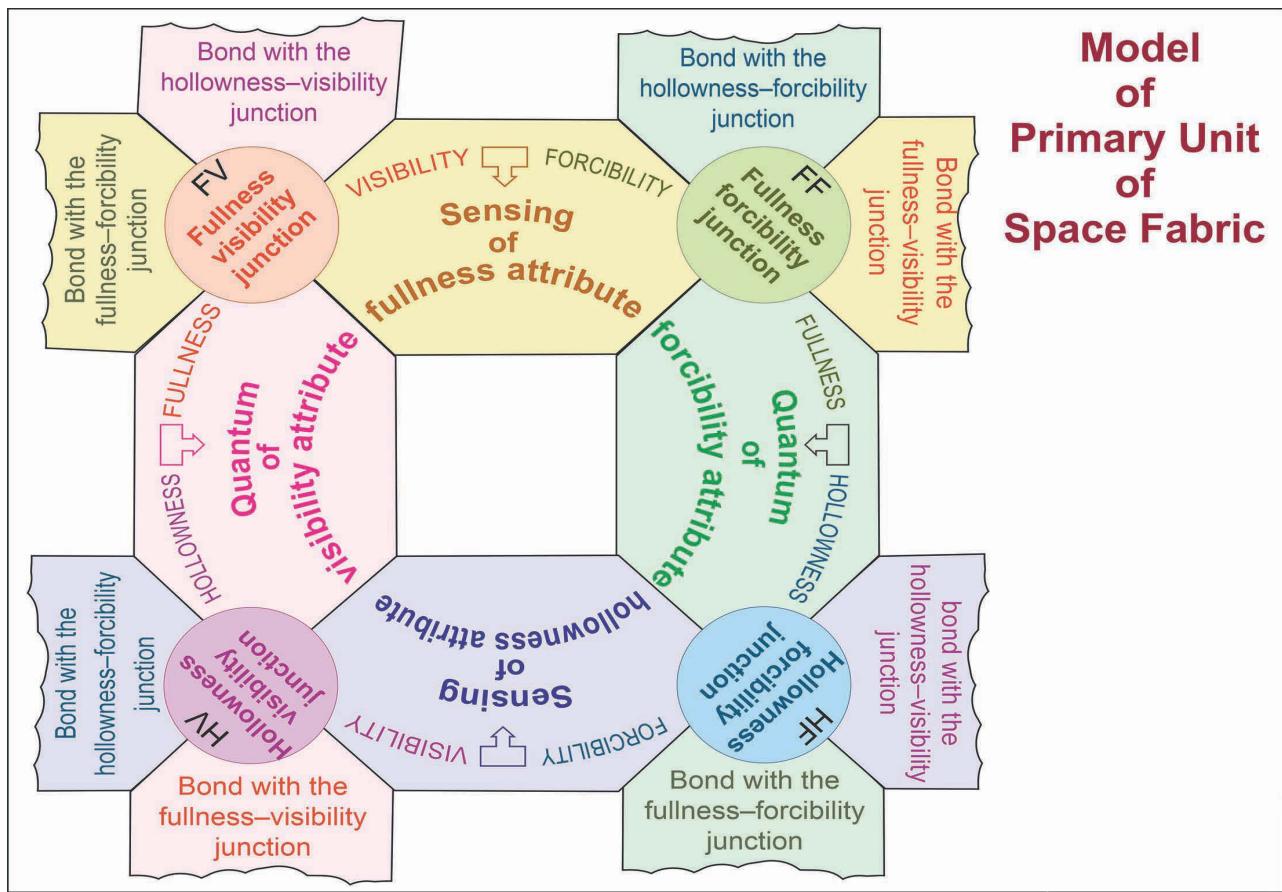 Model
of
Primary Unit
of
Space Fabric
Bond with the
hollowness–visibility
junction
Bond with the
hollowness–forcibility
junction
Bond with the
fullness–forcibility
junction
FV
Fullness
visibility
junction
VISIBILITY
FORCIBILITY
Sensing
of
fullness attribute
FF
Fullness
forcibility
junction
Bond with the
fullness–visibility
junction
FULLNESS
HOLLOWNESS
Quantum
of
visibility attribute
FULLNESS
HOLLOWNESS
Quantum
of
forcibility attribute
Bond with the
hollowness–forcibility
junction
HV
Hollowness
visibility
junction
VISIBILITY
FORCIBILITY
Sensing
of
hollowness attribute
HF
Hollowness
forcibility
junction
bond with the
hollowness–visibility
junction
Bond with the
fullness–visibility
junction
Bond with the
fullness–forcibility
junction